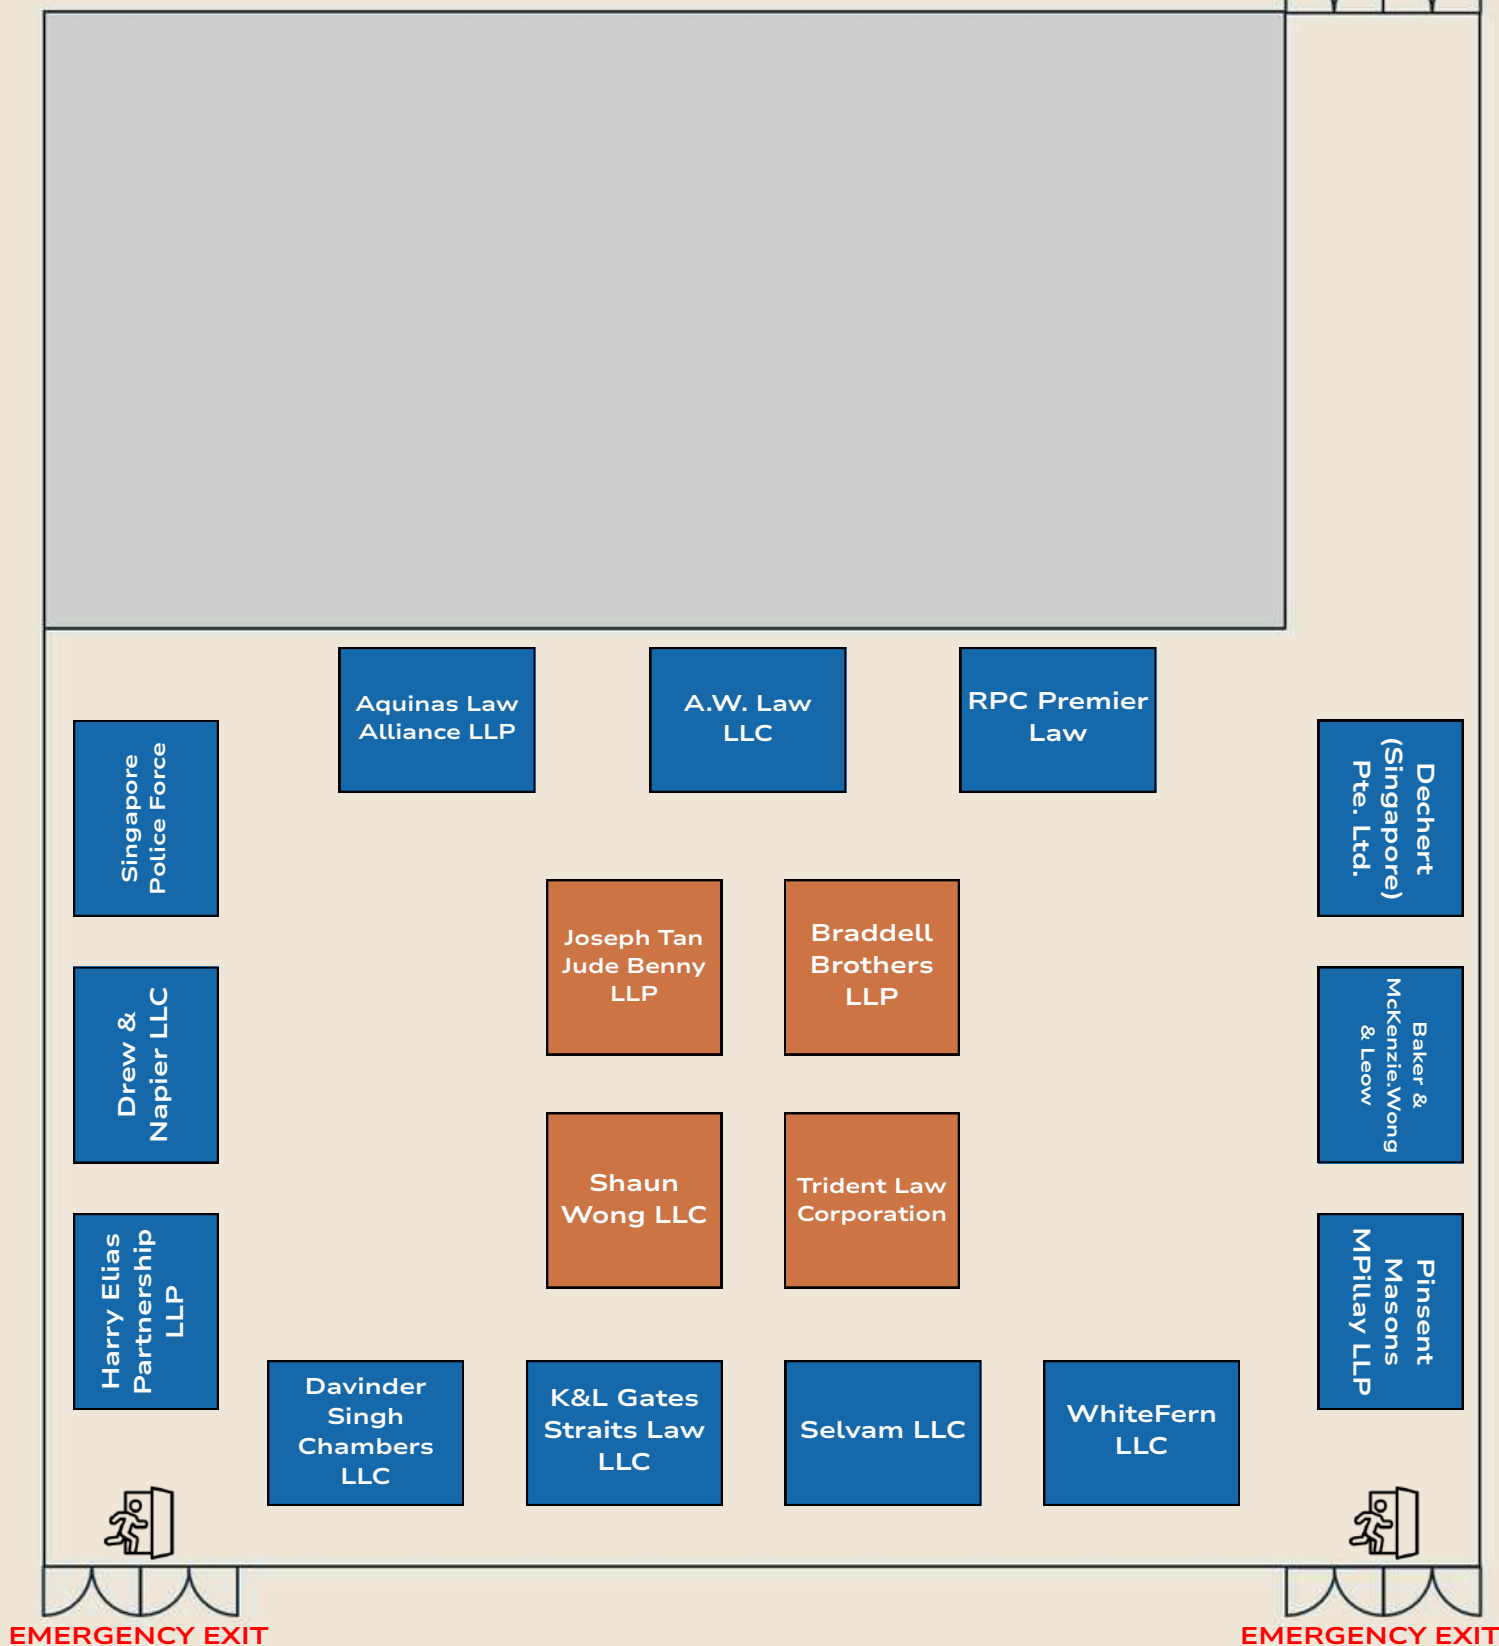 Aquinas Law
Alliance LLP
A.W. Law
LLC
RPC Premier
Law
Singapore
Police Force
Dechert
(Singapore)
Pte. Ltd.
Joseph Tan
Jude Benny
LLP
Braddell
Brothers
LLP
Drew &
Napier LLC
Baker &
McKenzie.Wong
& Leow
Shaun
Wong LLC
Trident Law
Corporation
Harry Elias
Partnership
LLP
Pinsent
Masons
MPillay LLP
Davinder
Singh
Chambers
LLC
K&L Gates
Straits Law
LLC
Selvam LLC
WhiteFern
LLC
EMERGENCY EXIT
EMERGENCY EXIT